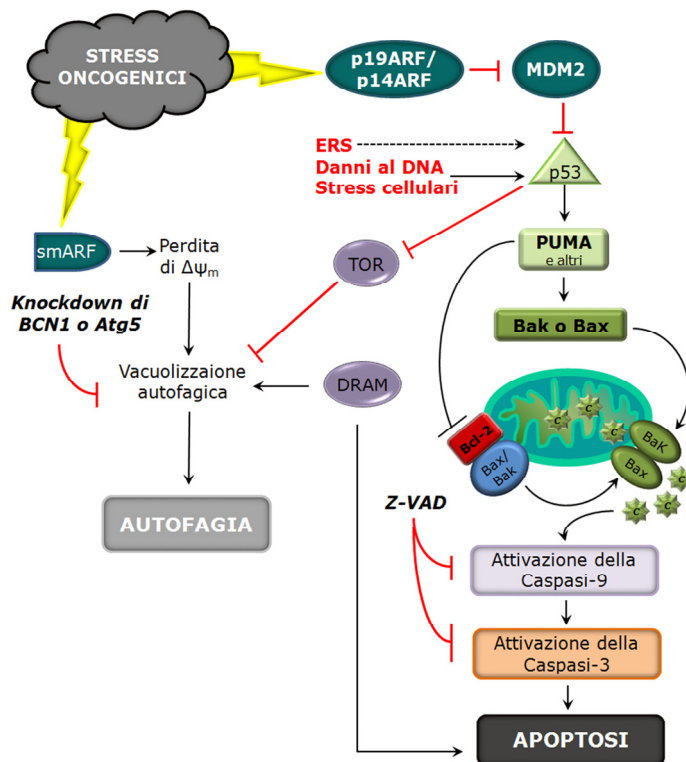 STRESS
ONCOGENICI
p19ARF/
p14ARF
MDM2
ERS
Danni al DNA
Stress cellulari
p53
smARF
Perdita
di Δψm
TOR
PUMA
e altri
Knockdown di
BCN1 o Atg5
Bak o Bax
Vacuolizzaione
autofagica
DRAM
c
c
c
c
Bcl-2
Bax/
Bak
BaK
Bax
c
c
c
AUTOFAGIA
Z-VAD
Attivazione della
Caspasi-9
Attivazione della
Caspasi-3
APOPTOSI